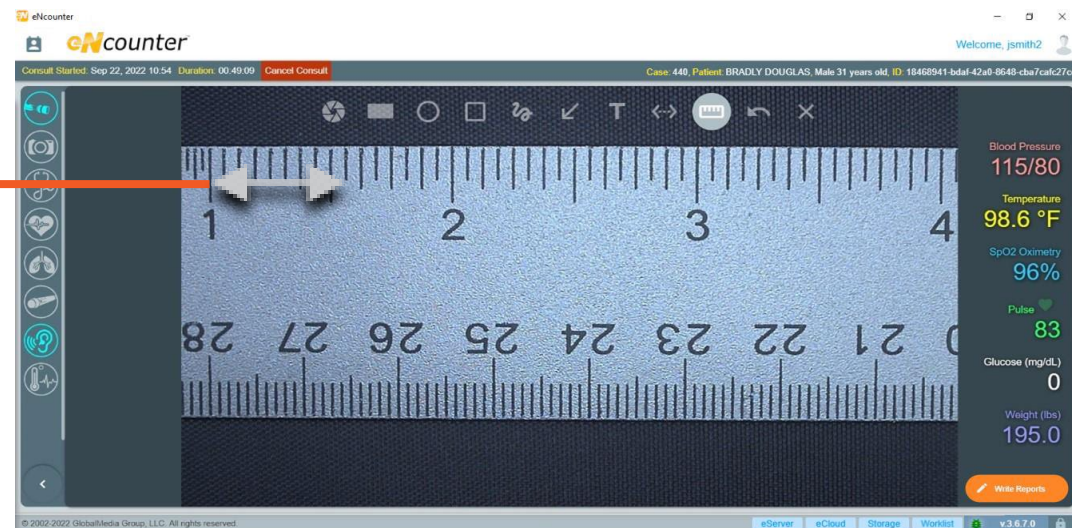 eNcounter
eNcounter
Welcome, jsmith2
Consult Started: Sep 22, 2022 10:54 Duration: 00:49:09 Cancel Consult
Case: 440, Patient: BRADLY DOUGLAS, Male 31 years old, ID: 18468941-bdaf-42a0-8648-cba7cafc27c
T
1 2 3 4
28 27 26 25 24 23 22 21
Blood Pressure
115/80
Temperature
98.6 °F
SpO2 Oximetry
96%
Pulse
83
Glucose (mg/dL)
0
Weight (lbs)
195.0
Write Reports
© 2002-2022 GlobalMedia Group, LLC. All rights reserved.
eServer eCloud Storage Worklist v.3.6.7.0